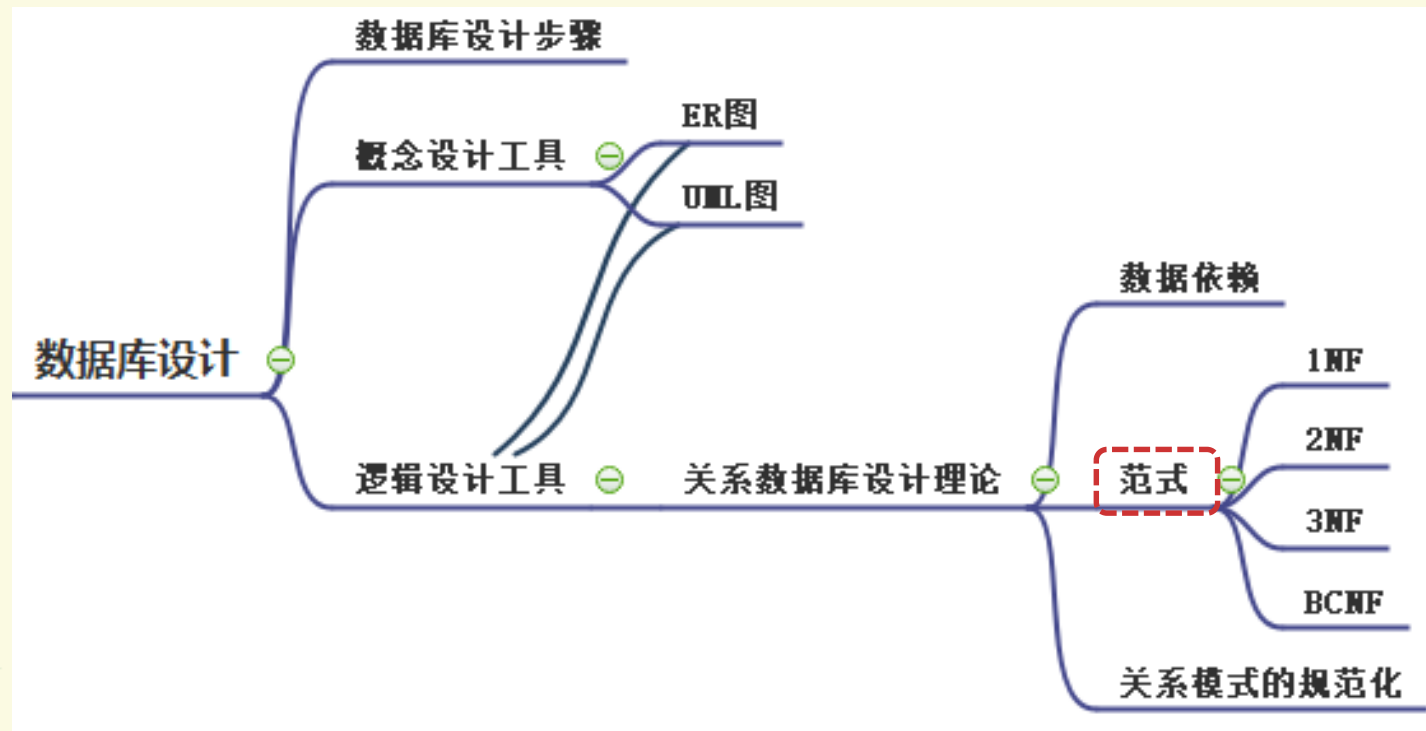 数据库设计步骤
ER图
概念设计工具
UML图
数据依赖
数据库设计
1NF
2NF
逻辑设计工具
关系数据库设计理论
范式
3NF
BCNF
关系模式的规范化